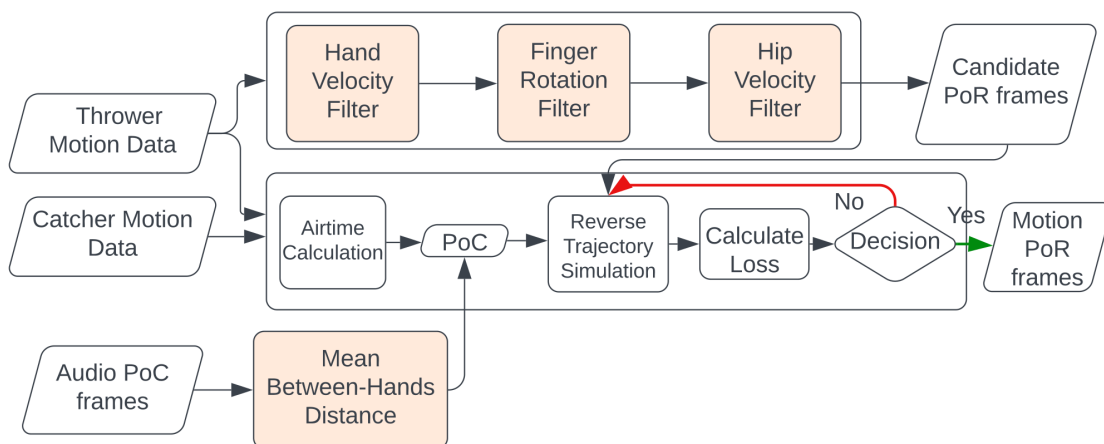 Hand
Velocity
Filter
Finger
Rotation
Filter
Hip
Velocity
Filter
Candidate
PoR frames
Thrower
Motion Data
Catcher Motion
Data
Airtime
Calculation
PoC
Reverse
Trajectory
Simulation
Calculate
Loss
No
Decision
Yes
Motion
PoR
frames
Audio PoC
frames
Mean
Between-Hands
Distance